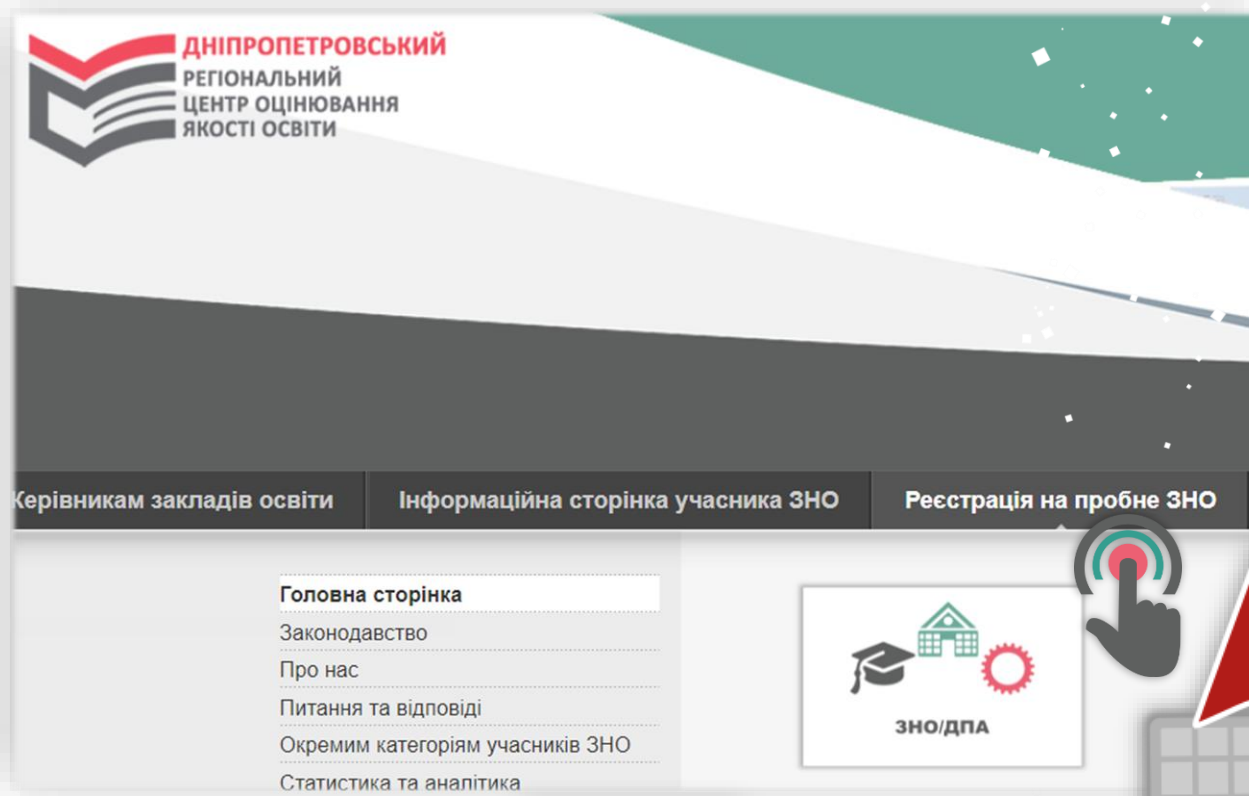 ДНІПРОПЕТРОВСЬКИЙ
РЕГІОНАЛЬНИЙ
ЦЕНТР ОЦІНЮВАННЯ
ЯКОСТІ ОСВІТИ
Керівникам закладів освіти
Інформаційна сторінка учасника ЗНО
Реєстрація на пробне ЗНО
Головна сторінка
Законодавство
Про нас
Питання та відповіді
Окремим категоріям учасників ЗНО
Статистика та аналітика
ЗНО/ДПА